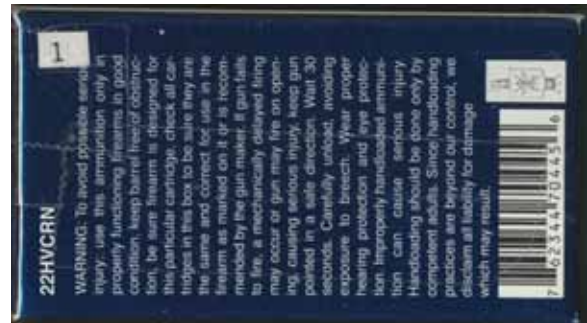 1
22HVCRN
WARNING: To avoid possible serious
injury, use this ammunition only in
properly functioning firearms in good
condition, keep barrel free of obstruc-
tion, be sure firearm is designed for
this particular cartridge, check all car-
tridges in this box to be sure they are
the same and correct for use in the
firearm as marked on it or is recom-
mended by the gun maker. If gun fails
to fire, a mechanically delayed firing
may occur or gun may fire on open-
ing, causing serious injury, keep gun
pointed in a safe direction. Wait 30
seconds. Carefully unload, avoiding
exposure to breech. Wear proper
hearing protection and eye protec-
tion. Improperly handloaded ammuni-
tion can cause serious injury.
Handloading should be done only by
competent adults. Since handloading
practices are beyond our control, we
disclaim all liability for damage
which may result.
7 62344 70445 6